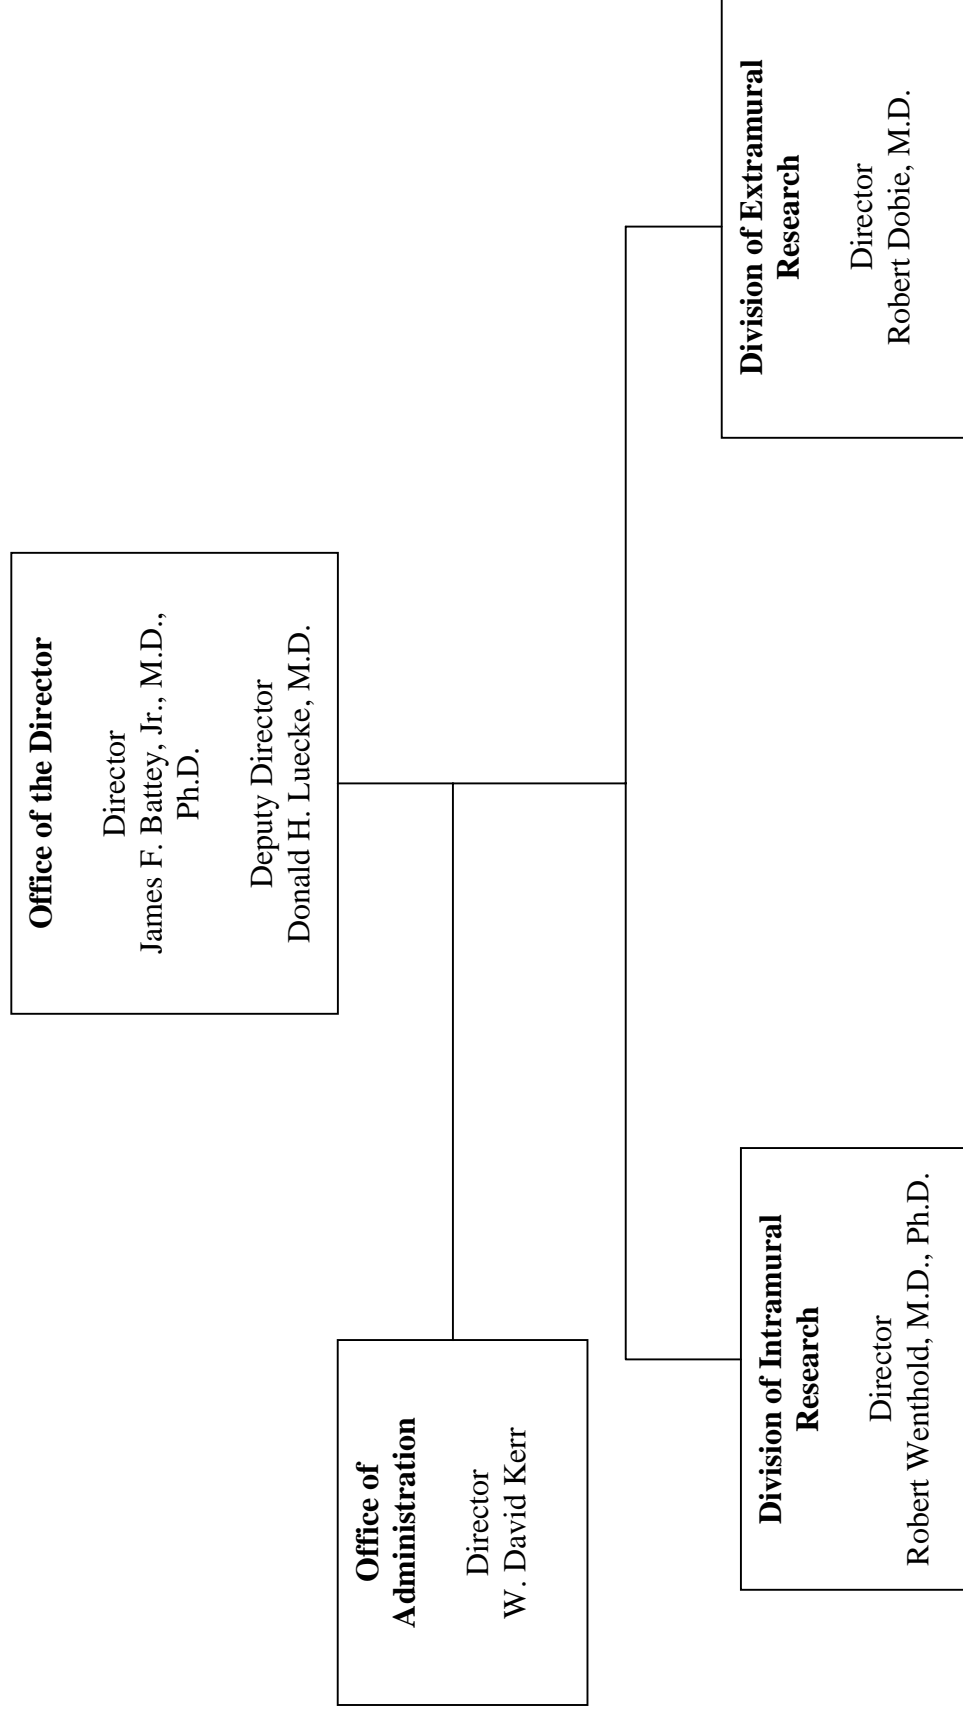 Office of the Director
Director
James F. Battey, Jr., M.D.,
Ph.D.
Deputy Director
Donald H. Luecke, M.D.
Office of
Administration
Director
W. David Kerr
Division of Intramural
Research
Director
Robert Wenthold, M.D., Ph.D.
Division of Extramural
Research
Director
Robert Dobie, M.D.